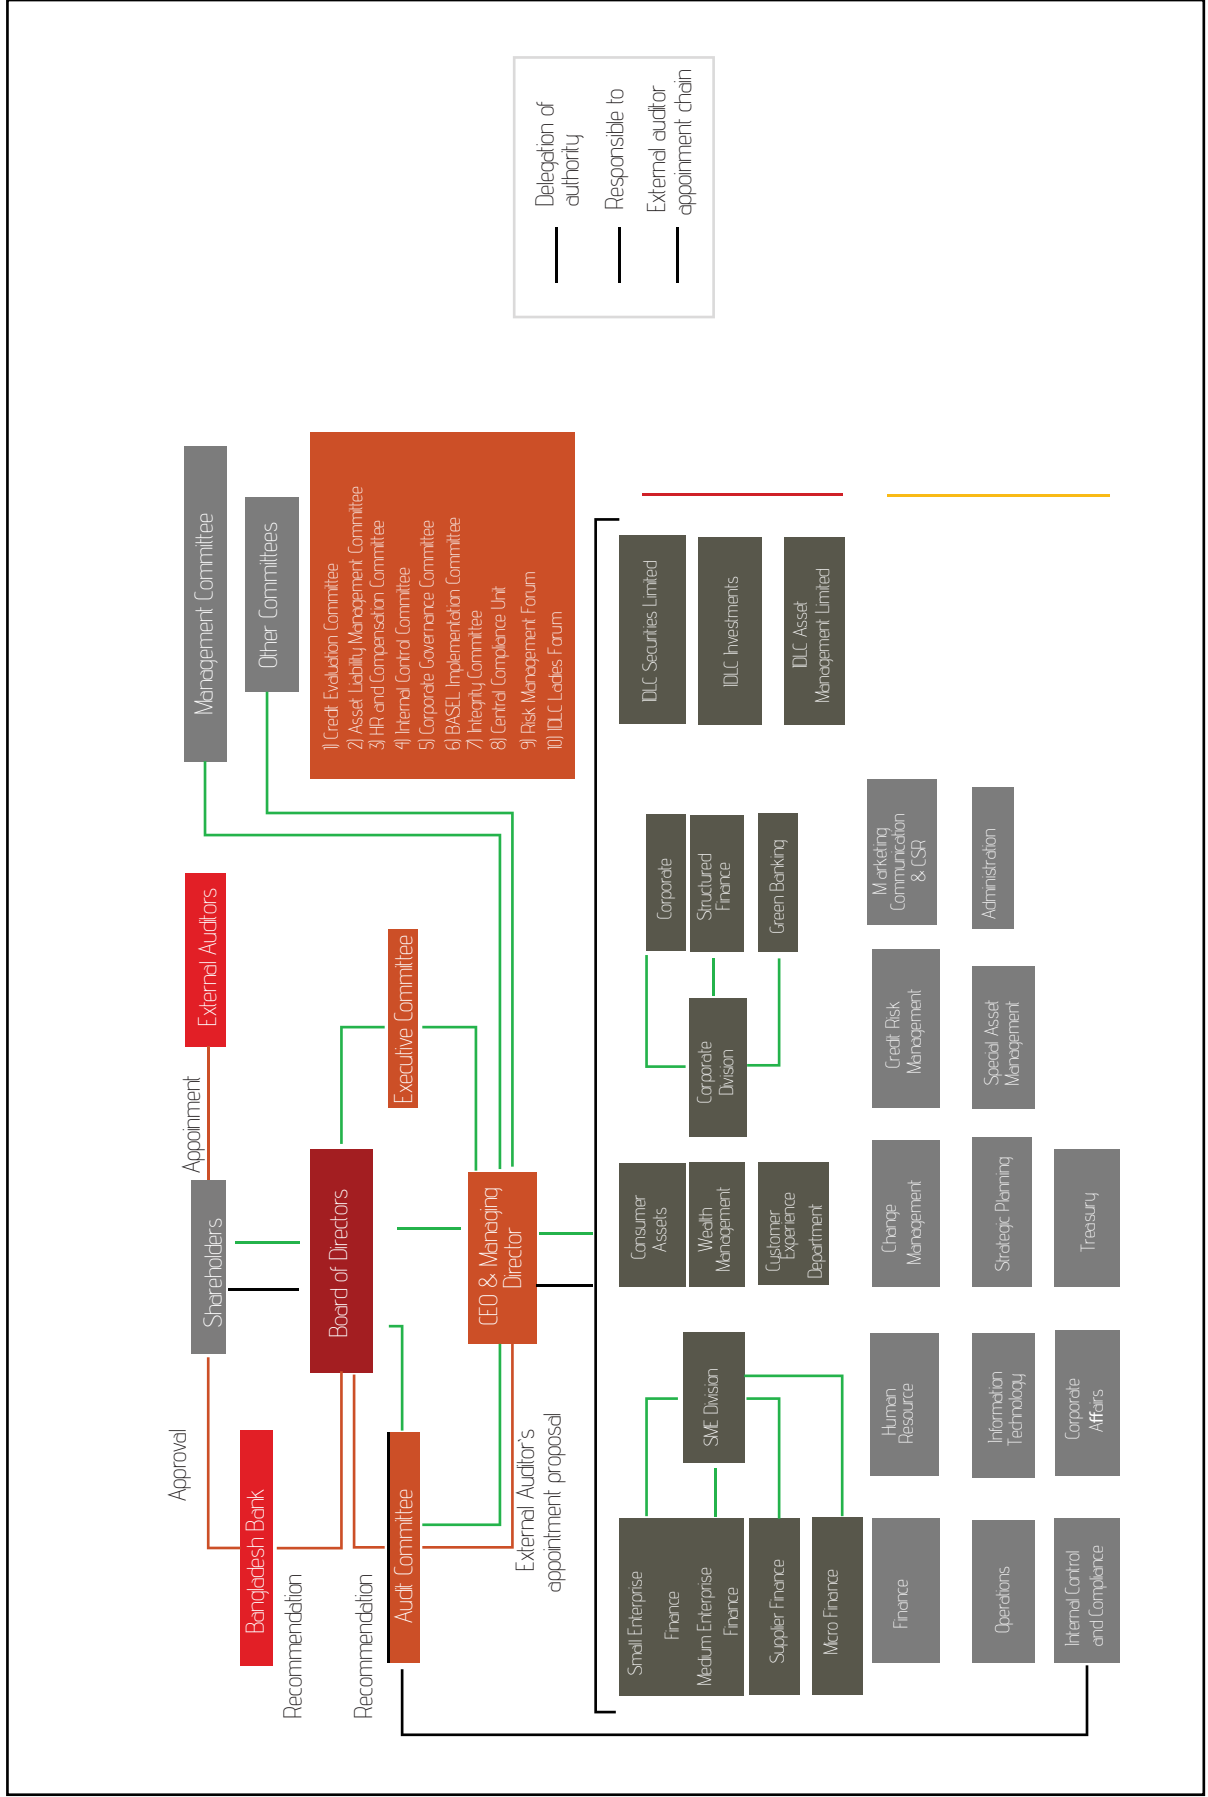 Management Committee
Other Committees
1) Credit Evaluation Committee
2) Asset Liability Management Committee
3) HR and Compensation Committee
4) Internal Control Committee
5) Corporate Governance Committee
6) BASEL Implementation Committee
7) Integrity Committee
8) Central Compliance Unit
9) Risk Management Forum
10) IDLC Ladies Forum
External Auditors
Appoinment
Shareholders
Approval
Bangladesh Bank
Recommendation
Board of Directors
Executive Committee
Recommendation
Audit Committee
CEO & Managing
Director
External Auditor`s
appointment proposal
Delegation of
authority
Responsible to
External auditor
appoinment chain
Small Enterprise
Finance
Medium Enterprise
Finance
Supplier Finance
Micro Finance
SME Division
Consumer
Assets
Wealth
Management
Customer
Experience
Department
Corporate
Division
Corporate
Structured
Finance
Green Banking
IDLC Securities Limited
IDLC Investments
IDLC Asset
Management Limited
Finance
Human
Resource
Change
Management
Credit Risk
Management
Marketing
Communication
& CSR
Operations
Information
Technology
Strategic Planning
Special Asset
Management
Administration
Internal Control
and Compliance
Corporate
Affairs
Treasury